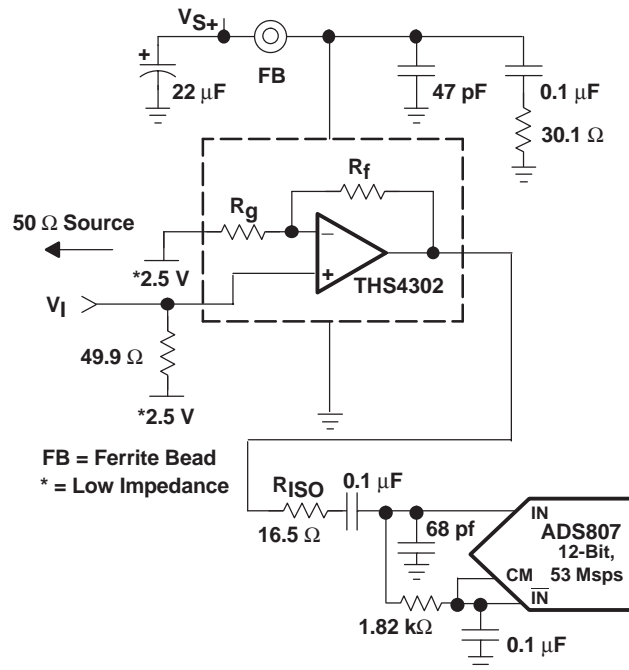 VS+
+
22 µF
FB
47 pF
0.1 µF
30.1 Ω
Rf
Rg
50 Ω Source
*2.5 V
–
+
THS4302
VI
49.9 Ω
*2.5 V
FB = Ferrite Bead
* = Low Impedance
RISO
16.5 Ω
0.1 µF
68 pf
1.82 kΩ
0.1 µF
IN
ADS807
12-Bit,
53 Msps
CM
IN